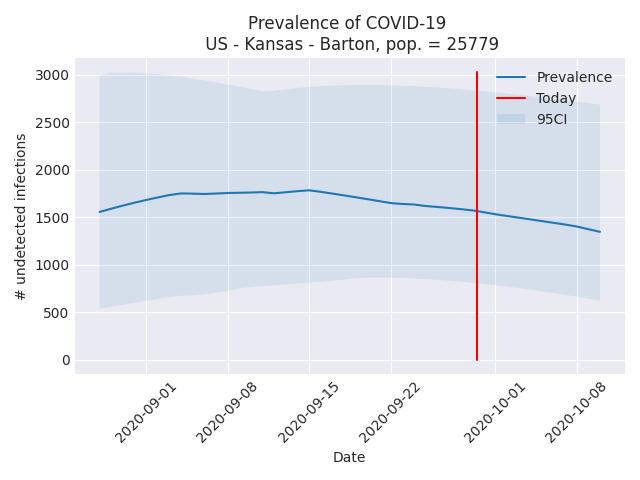 Prevalence of COVID-19
US - Kansas - Barton, pop. = 25779
Prevalence
Today
95CI
# undetected infections
3000
2500
2000
1500
1000
500
0
2020-09-01
2020-09-08
2020-09-15
2020-09-22
2020-10-01
2020-10-08
Date